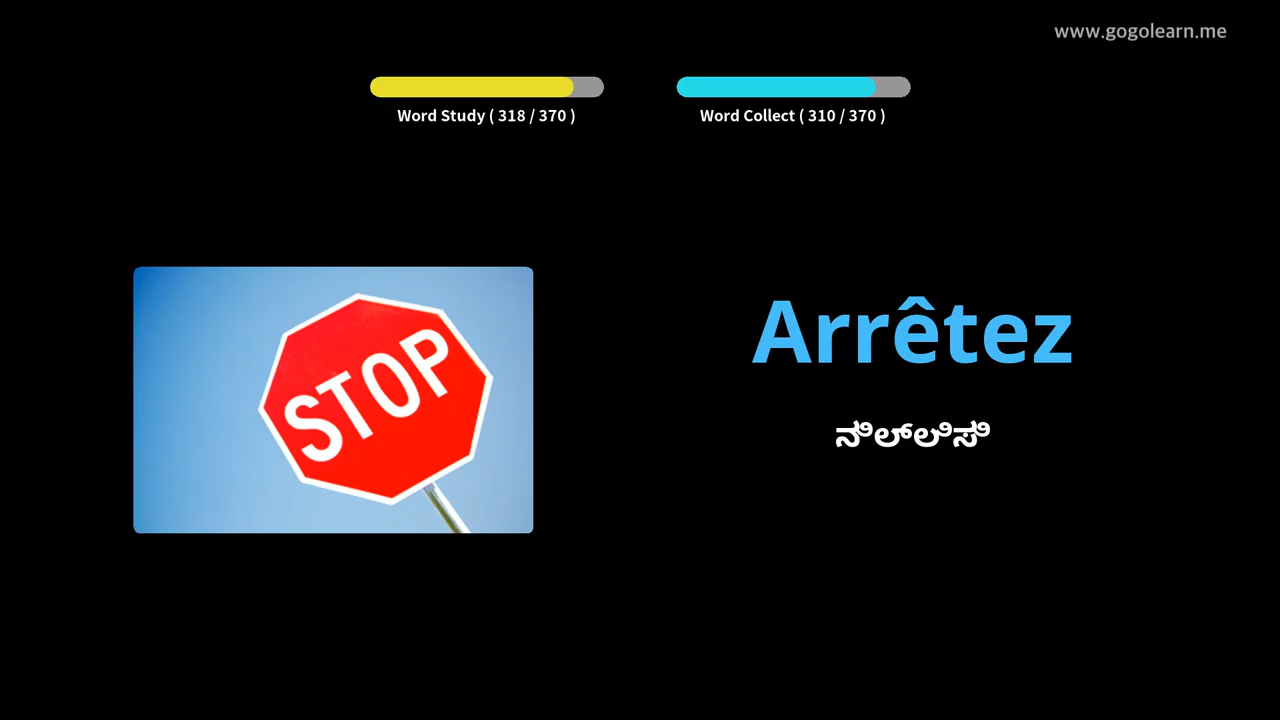 www.gogolearn.me
Word Study ( 318 / 370 )
Word Collect ( 310 / 370 )
STOP
Arrêtez
ನಿಲ್ಲಿಸಿ